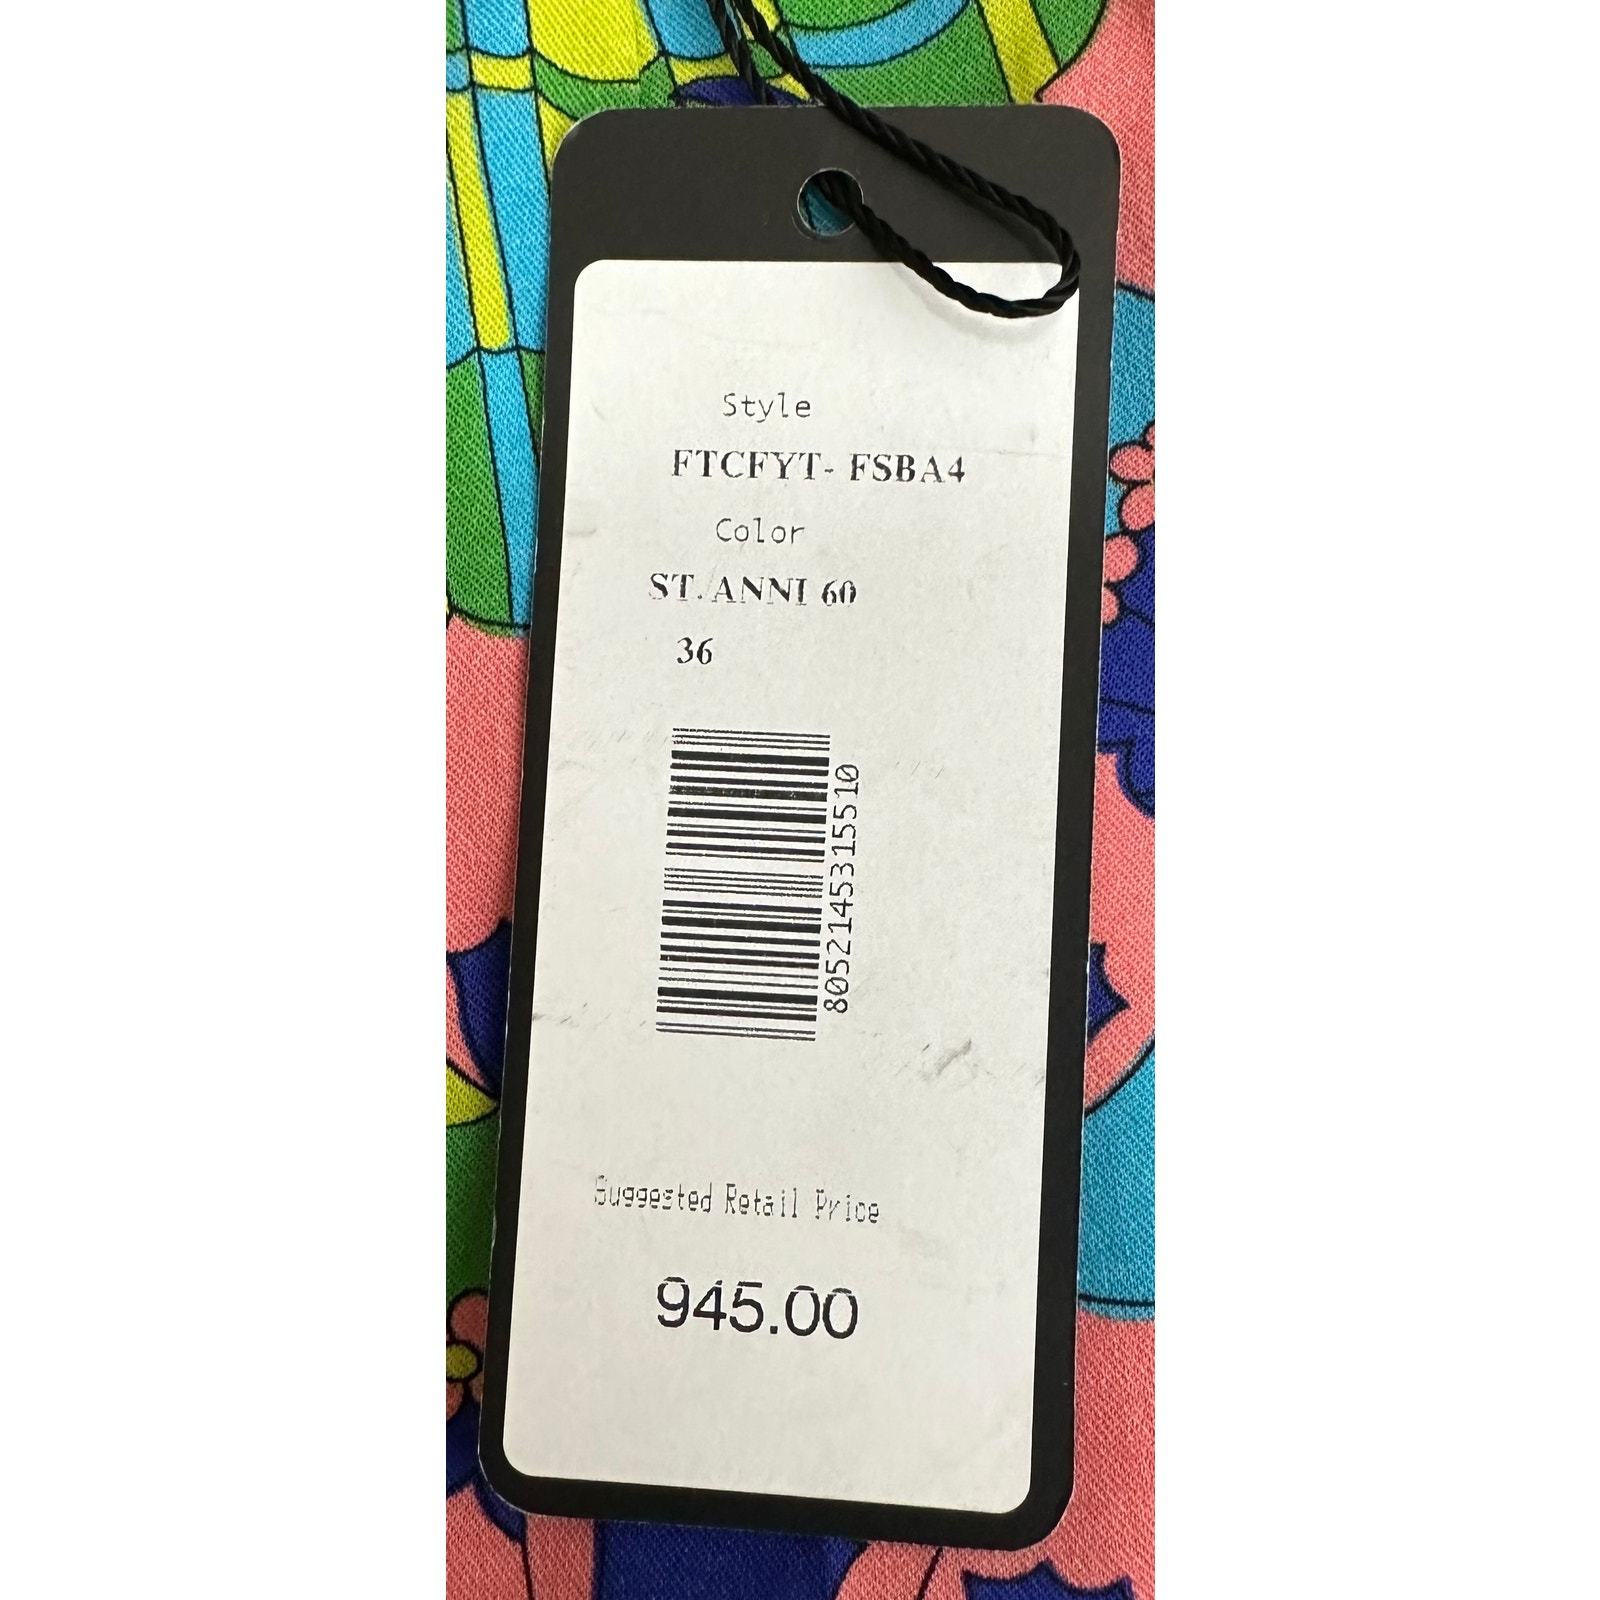 Style
FTCFYT- FSBA4
Color
ST. ANNI 60
36
8052145315510
Suggested Retail Price
945.00